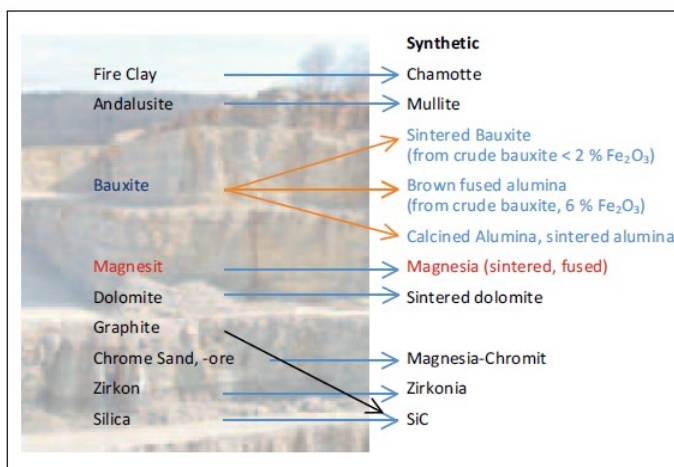 Synthetic
Fire Clay Chamotte
Andalusite Mullite
Sintered Bauxite
(from crude bauxite < 2 % Fe₂O₃)
Bauxite Brown fused alumina
(from crude bauxite, 6 % Fe₂O₃)
Calcined Alumina, sintered alumina
Magnesit Magnesia (sintered, fused)
Dolomite Sintered dolomite
Graphite
Chrome Sand, -ore Magnesia-Chromit
Zirkon Zirkonia
Silica SiC